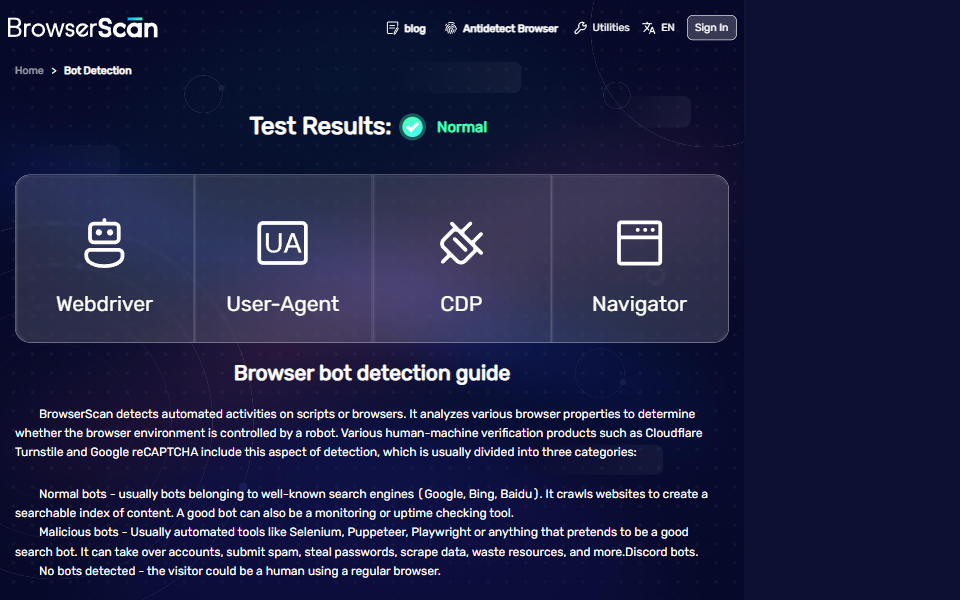 BrowserScan
blog
Antidetect Browser
Utilities
EN
Sign In
Home > Bot Detection
Test Results: Normal
UA
Webdriver
User-Agent
CDP
Navigator
Browser bot detection guide
BrowserScan detects automated activities on scripts or browsers. It analyzes various browser properties to determine
whether the browser environment is controlled by a robot. Various human-machine verification products such as Cloudflare
Turnstile and Google reCAPTCHA include this aspect of detection, which is usually divided into three categories:
Normal bots - usually bots belonging to well-known search engines (Google, Bing, Baidu). It crawls websites to create a
searchable index of content. A good bot can also be a monitoring or uptime checking tool.
Malicious bots - Usually automated tools like Selenium, Puppeteer, Playwright or anything that pretends to be a good
search bot. It can take over accounts, submit spam, steal passwords, scrape data, waste resources, and more.Discord bots.
No bots detected - the visitor could be a human using a regular browser.